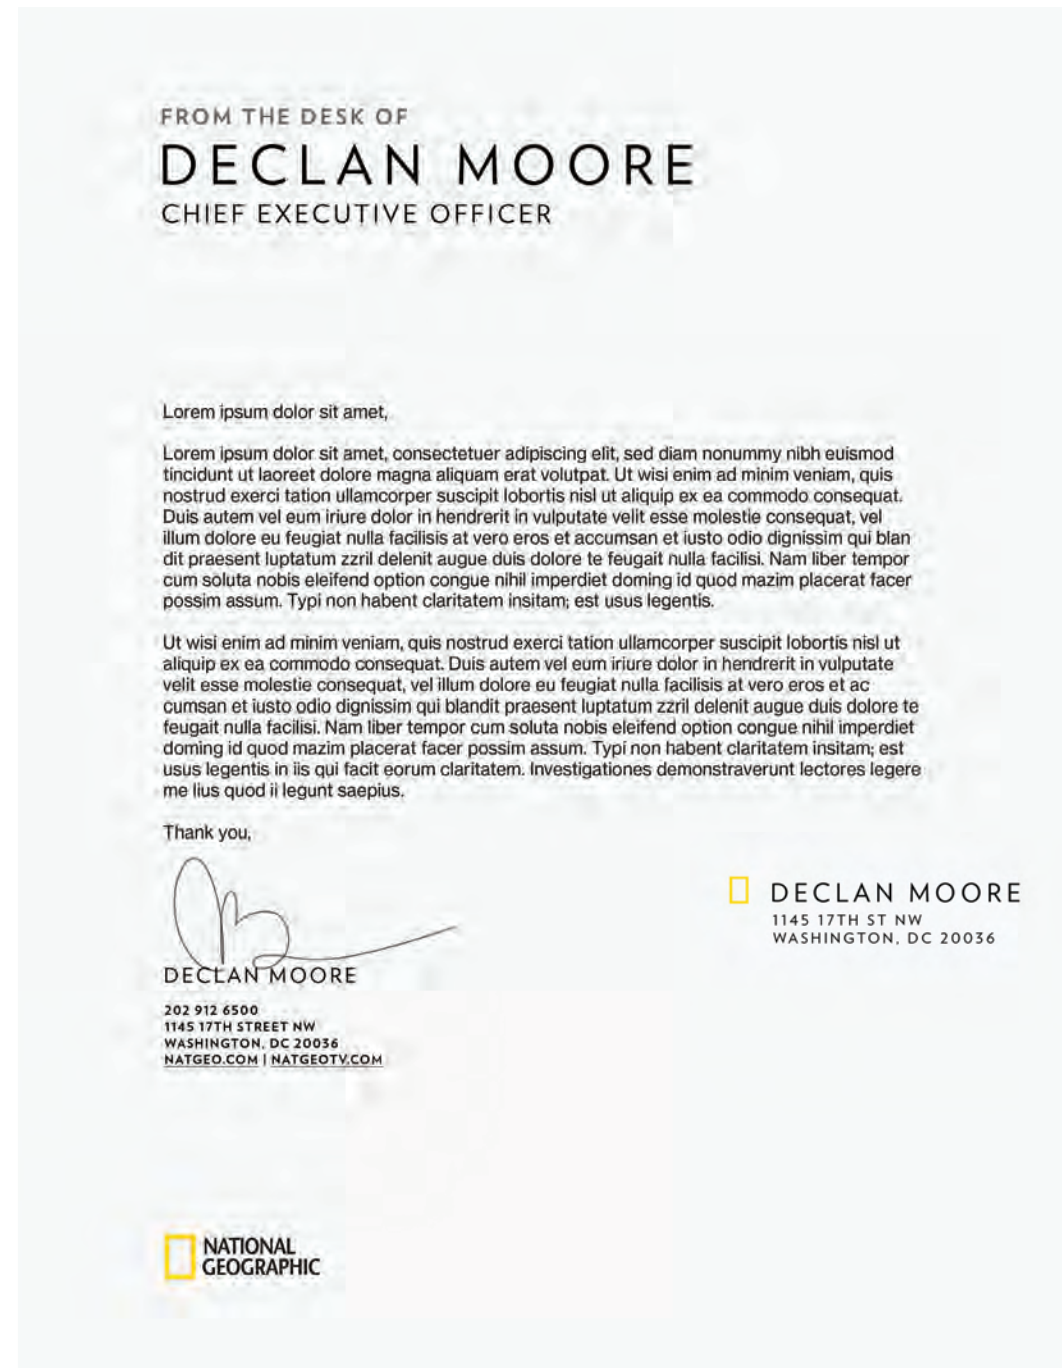 FROM THE DESK OF
DECLAN MOORE
CHIEF EXECUTIVE OFFICER
Lorem ipsum dolor sit amet,
Lorem ipsum dolor sit amet, consectetuer adipiscing elit, sed diam nonummy nibh euismod
tincidunt ut laoreet dolore magna aliquam erat volutpat. Ut wisi enim ad minim veniam, quis
nostrud exerci tation ullamcorper suscipit lobortis nisl ut aliquip ex ea commodo consequat.
Duis autem vel eum iriure dolor in hendrerit in vulputate velit esse molestie consequat, vel
illum dolore eu feugiat nulla facilisis at vero eros et accumsan et iusto odio dignissim qui blan
dit praesent luptatum zzril delenit augue duis dolore te feugait nulla facilisi. Nam liber tempor
cum soluta nobis eleifend option congue nihil imperdiet doming id quod mazim placerat facer
possim assum. Typi non habent claritatem insitam; est usus legentis.
Ut wisi enim ad minim veniam, quis nostrud exerci tation ullamcorper suscipit lobortis nisl ut
aliquip ex ea commodo consequat. Duis autem vel eum iriure dolor in hendrerit in vulputate
velit esse molestie consequat, vel illum dolore eu feugiat nulla facilisis at vero eros et ac
cumsan et iusto odio dignissim qui blandit praesent luptatum zzril delenit augue duis dolore te
feugait nulla facilisi. Nam liber tempor cum soluta nobis eleifend option congue nihil imperdiet
doming id quod mazim placerat facer possim assum. Typi non habent claritatem insitam; est
usus legentis in iis qui facit eorum claritatem. Investigationes demonstraverunt lectores legere
me lius quod ii legunt saepius.
Thank you,
DECLAN MOORE
202 912 6500
1145 17TH STREET NW
WASHINGTON, DC 20036
NATGEO.COM | NATGEOTV.COM
DECLAN MOORE
1145 17TH ST NW
WASHINGTON, DC 20036
NATIONAL
GEOGRAPHIC